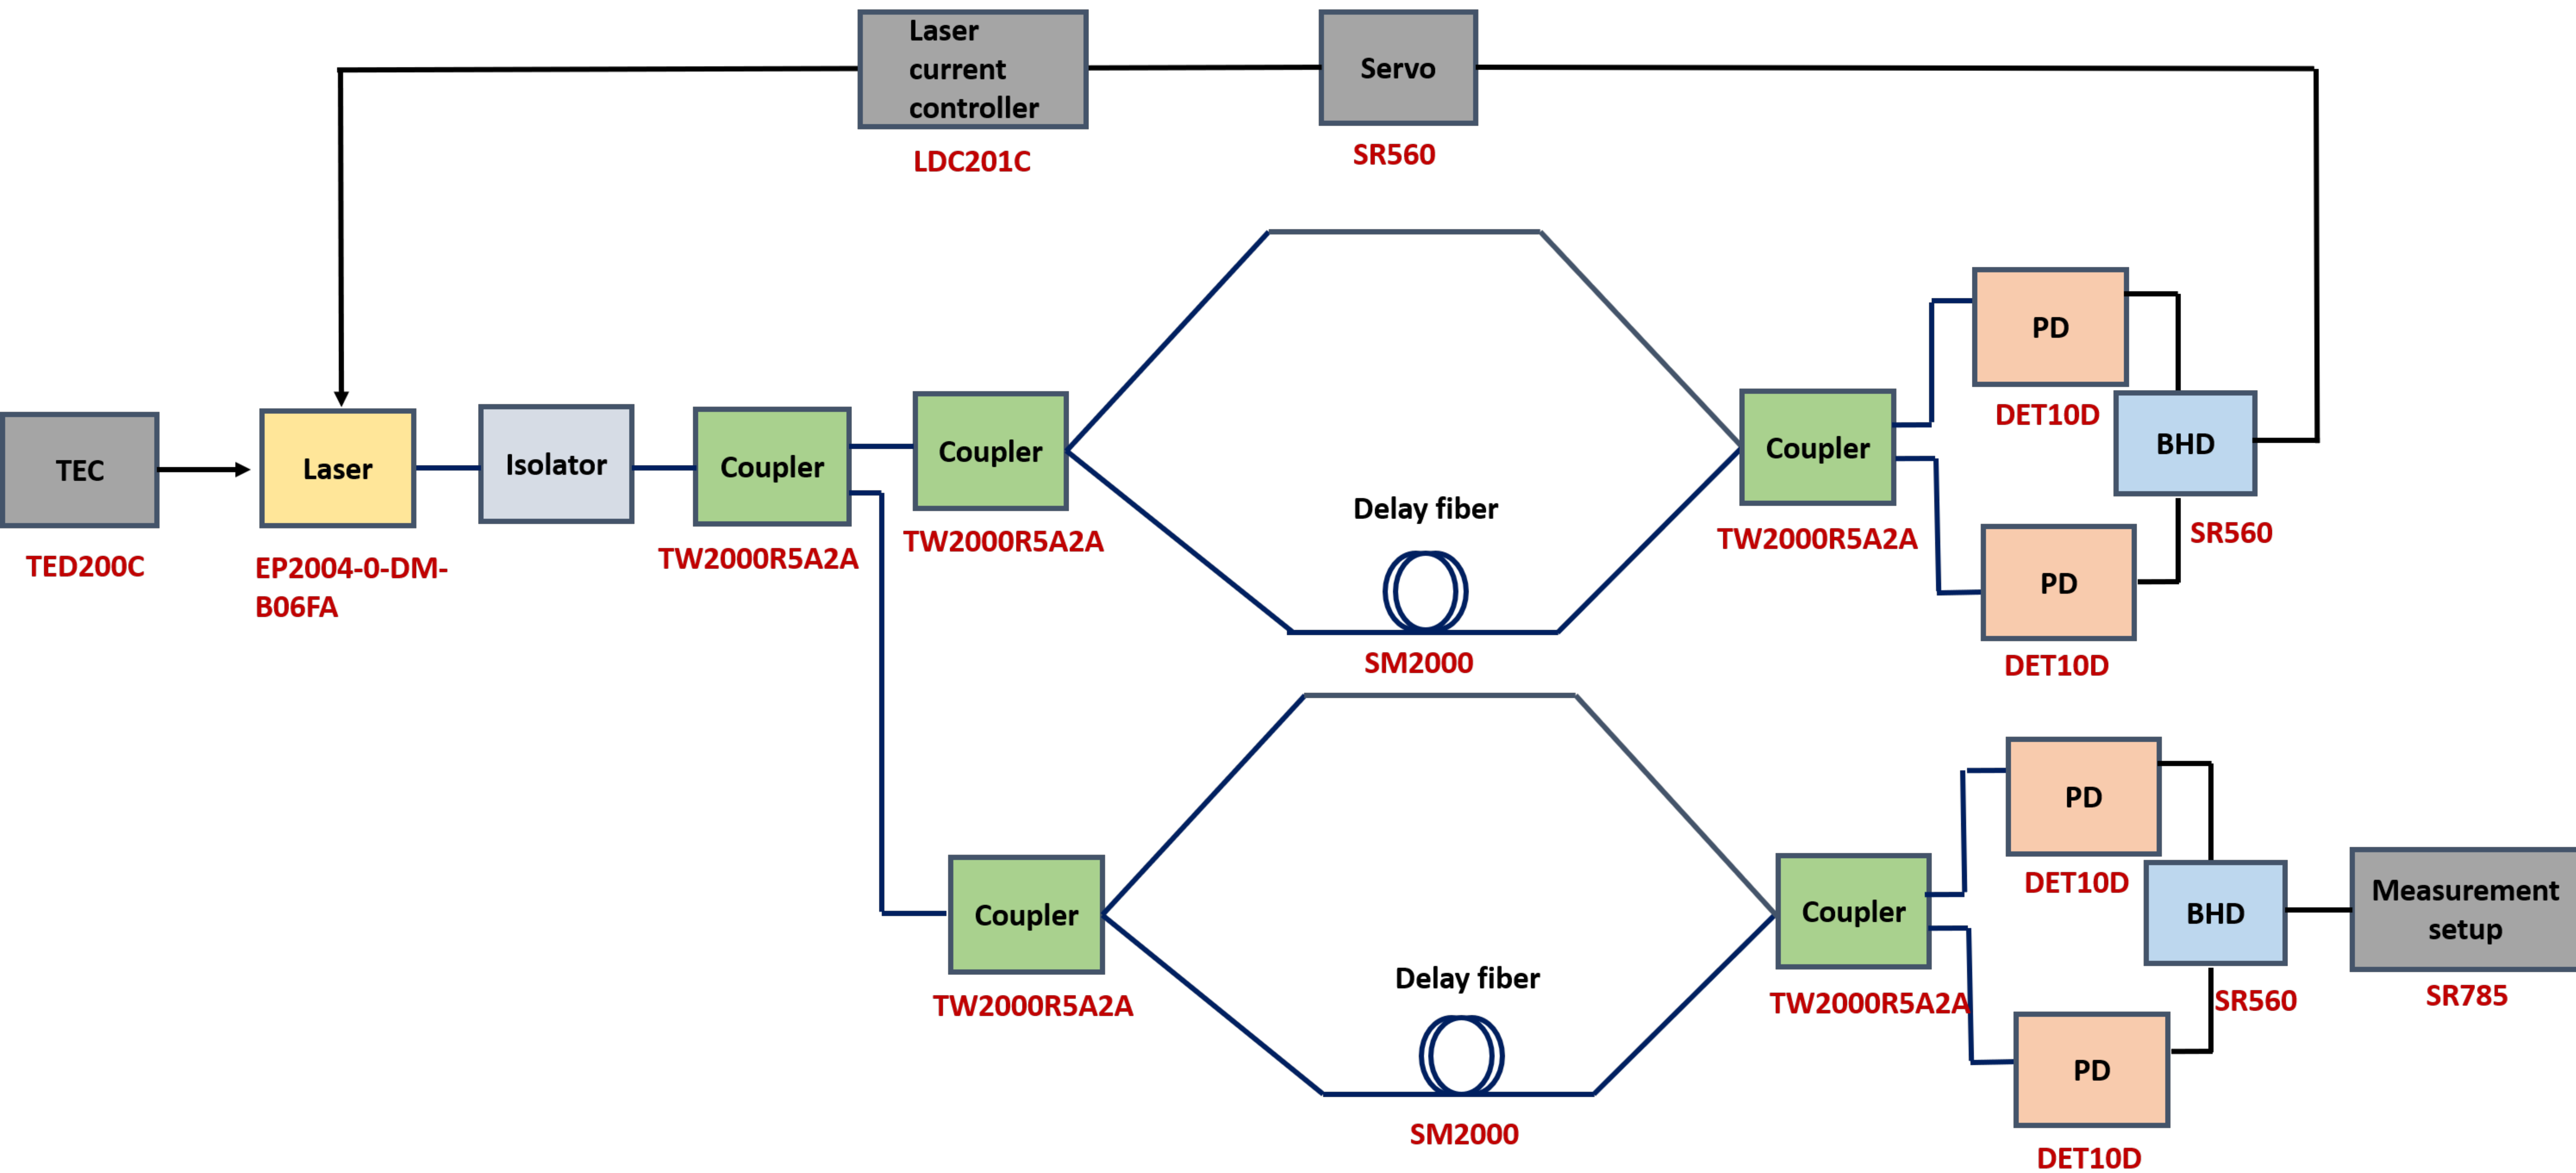 Laser
current
controller
LDC201C
Servo
SR560
TEC
TED200C
Laser
EP2004-0-DM-
B06FA
Isolator
Coupler
TW2000R5A2A
Coupler
TW2000R5A2A
Delay fiber
SM2000
Coupler
TW2000R5A2A
PD
DET10D
BHD
SR560
PD
DET10D
Coupler
TW2000R5A2A
Delay fiber
SM2000
Coupler
TW2000R5A2A
PD
DET10D
BHD
SR560
PD
DET10D
Measurement
setup
SR785